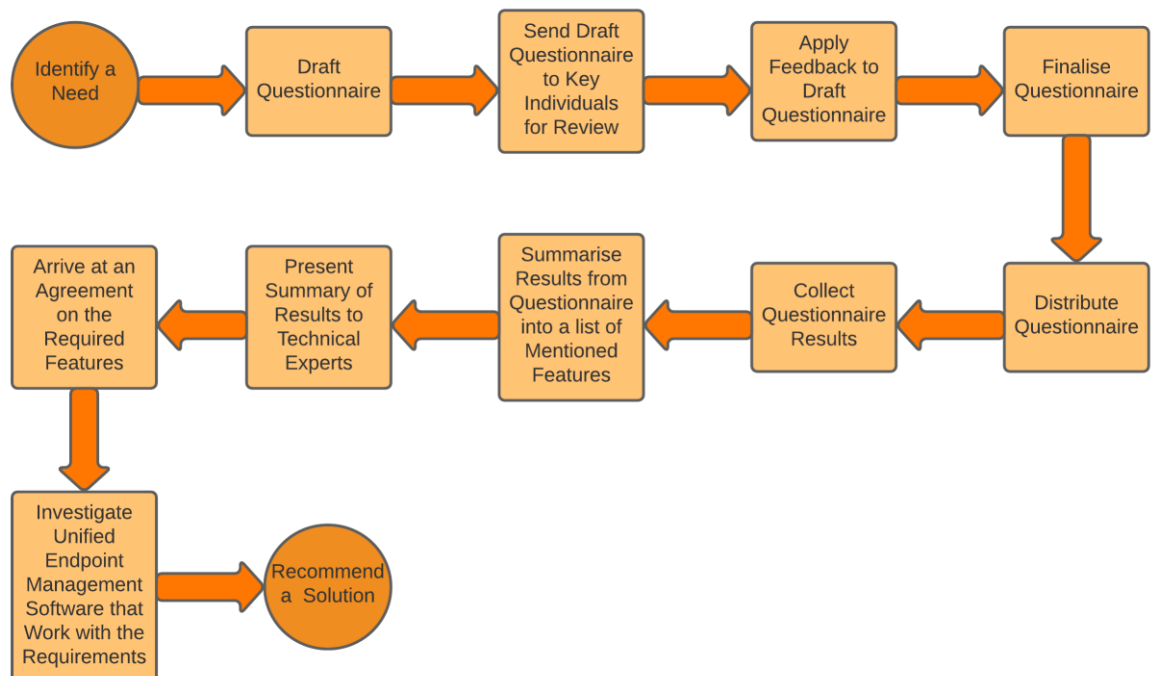 Identify a
Need
Draft
Questionnaire
Send Draft
Questionnaire
to Key
Individuals
for Review
Apply
Feedback to
Draft
Questionnaire
Finalise
Questionnaire
Distribute
Questionnaire
Collect
Questionnaire
Results
Summarise
Results from
Questionnaire
into a list of
Mentioned
Features
Present
Summary of
Results to
Technical
Experts
Arrive at an
Agreement
on the
Required
Features
Investigate
Unified
Endpoint
Management
Software that
Work with the
Requirements
Recommend
a Solution